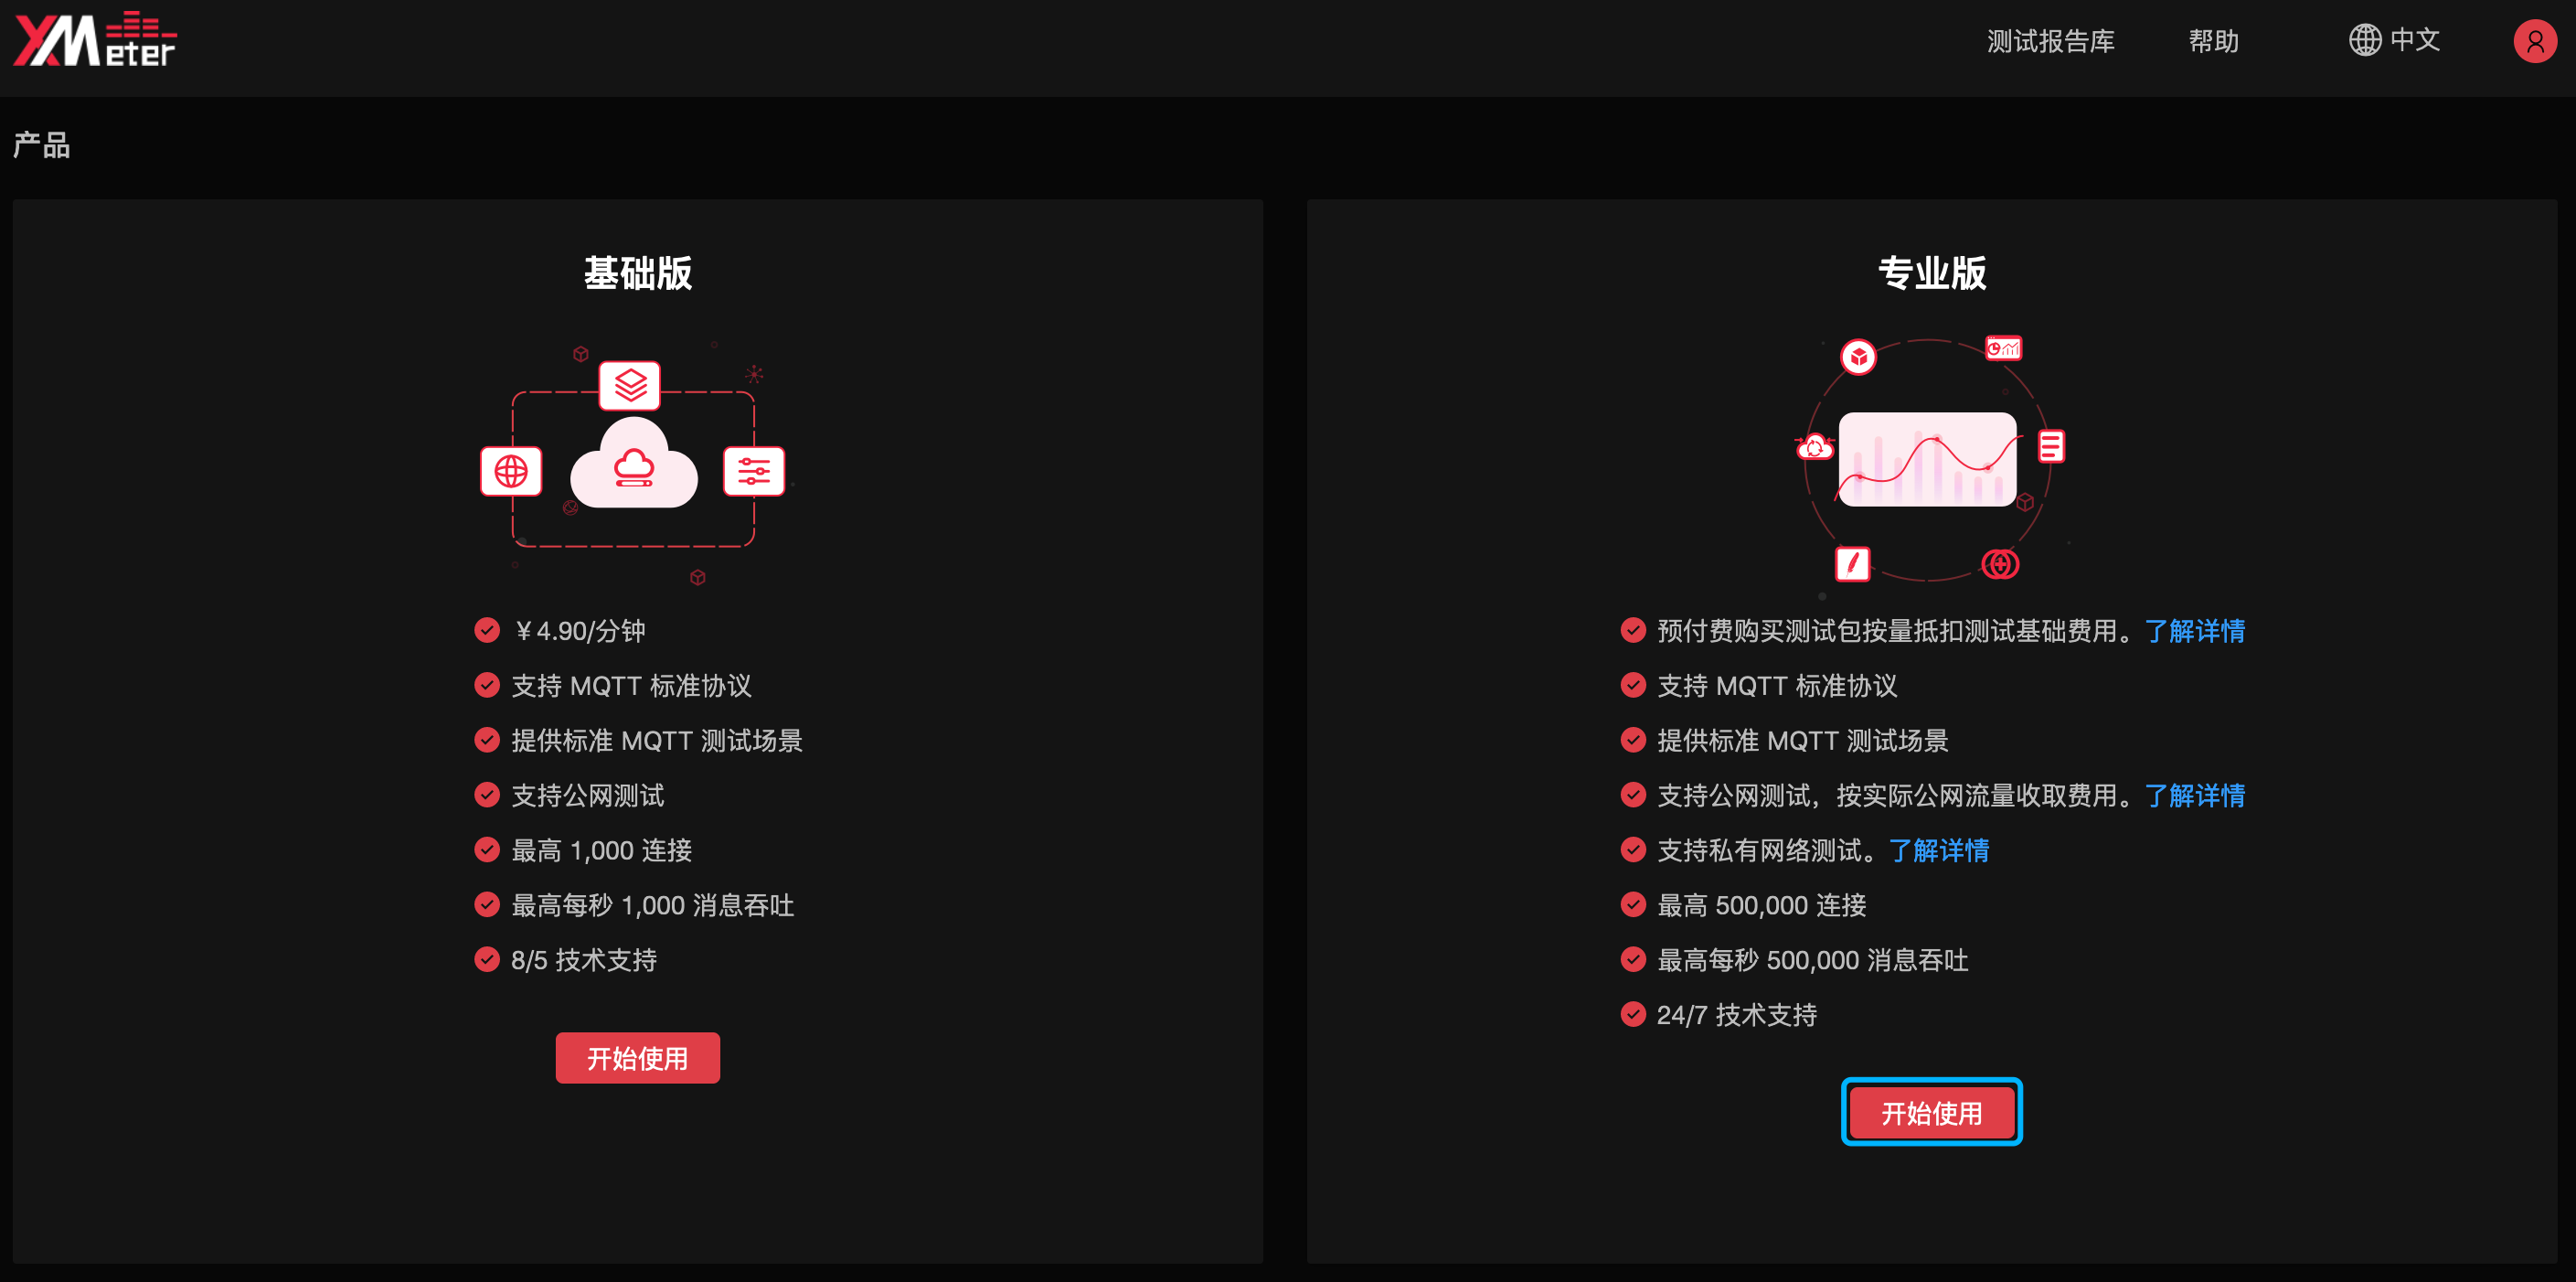 XMeter
测试报告库
帮助
中文
产品
基础版
¥4.90/分钟
支持 MQTT 标准协议
提供标准 MQTT 测试场景
支持公网测试
最高 1,000 连接
最高每秒 1,000 消息吞吐
8/5 技术支持
开始使用
专业版
预付费购买测试包按量抵扣测试基础费用。了解详情
支持 MQTT 标准协议
提供标准 MQTT 测试场景
支持公网测试，按实际公网流量收取费用。了解详情
支持私有网络测试。了解详情
最高 500,000 连接
最高每秒 500,000 消息吞吐
24/7 技术支持
开始使用